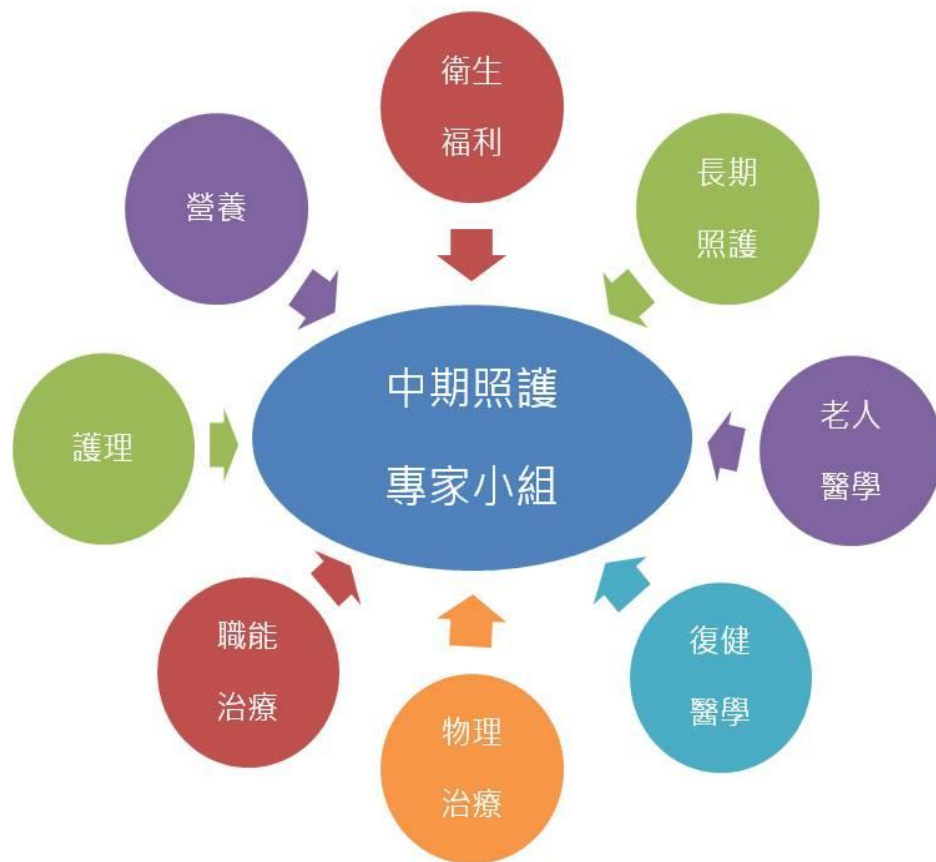 衛生
福利
長期
照護
老人
醫學
復健
醫學
物理
治療
職能
治療
護理
營養
中期照護
專家小組